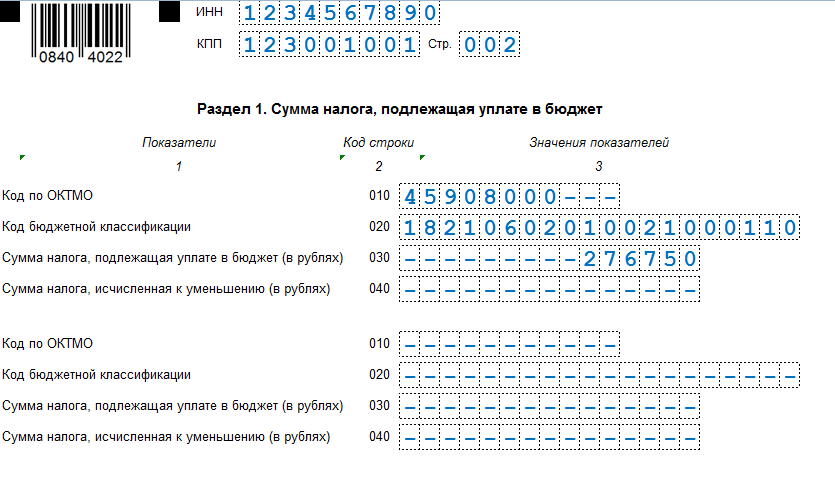 ИНН 1234567890
0840 4022
КПП 123001001 Стр. 002
Раздел 1. Сумма налога, подлежащая уплате в бюджет
Показатели Код строки Значения показателей
1 2 3
Код по ОКТМО 010 45908000---
Код бюджетной классификации 020 18210602010021000110
Сумма налога, подлежащая уплате в бюджет (в рублях) 030 ---------276750
Сумма налога, исчисленная к уменьшению (в рублях) 040 ---------------
Код по ОКТМО 010 -----------
Код бюджетной классификации 020 --------------------
Сумма налога, подлежащая уплате в бюджет (в рублях) 030 ---------------
Сумма налога, исчисленная к уменьшению (в рублях) 040 ---------------